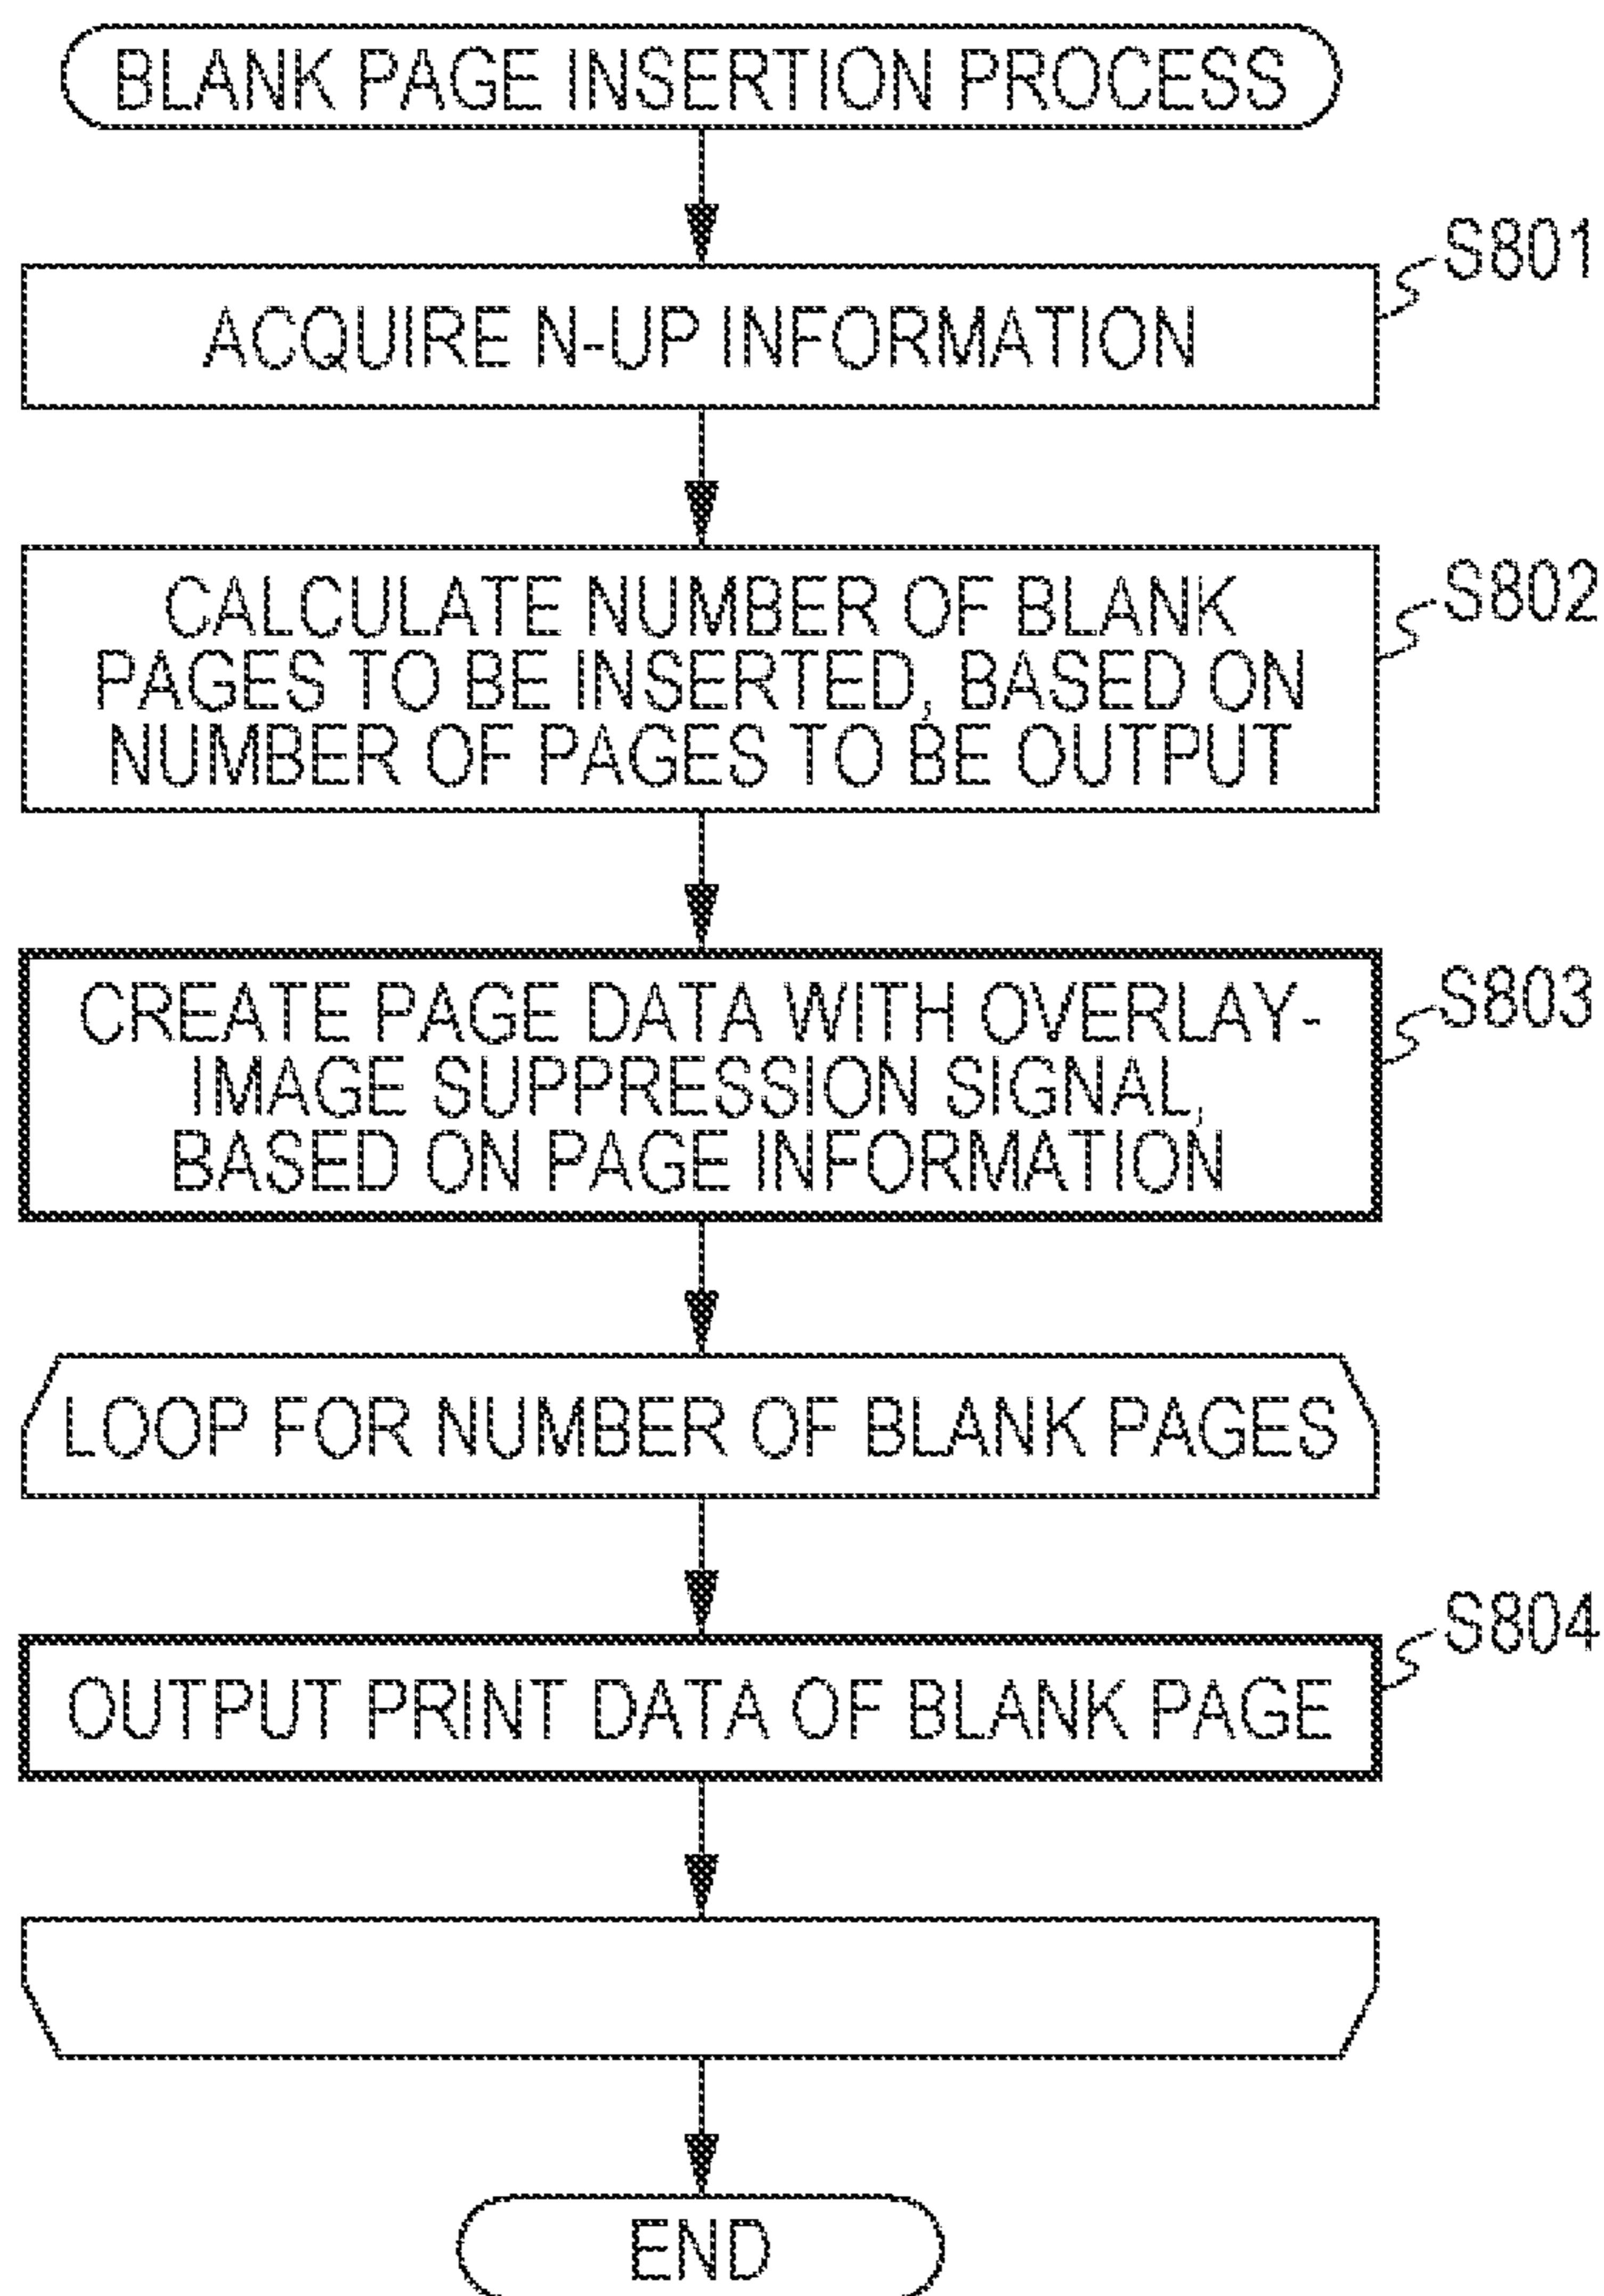 BLANK PAGE INSERTION PROCESS
S801
ACQUIRE N-UP INFORMATION
S802
CALCULATE NUMBER OF BLANK
PAGES TO BE INSERTED, BASED ON
NUMBER OF PAGES TO BE OUTPUT
S803
CREATE PAGE DATA WITH OVERLAY-
IMAGE SUPPRESSION SIGNAL,
BASED ON PAGE INFORMATION
LOOP FOR NUMBER OF BLANK PAGES
S804
OUTPUT PRINT DATA OF BLANK PAGE
END